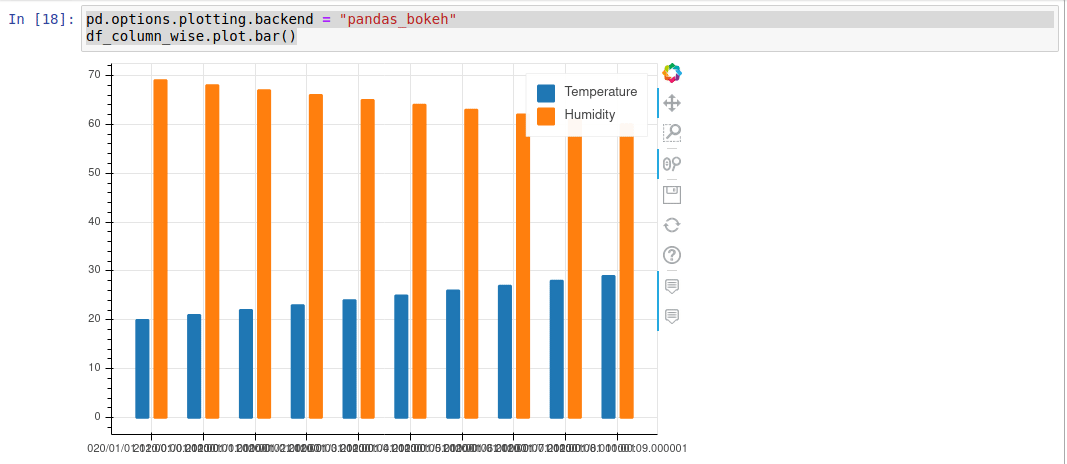 In [18]:
pd.options.plotting.backend = "pandas_bokeh"
df_column_wise.plot.bar()
70
60
50
40
30
20
10
0
Temperature
Humidity